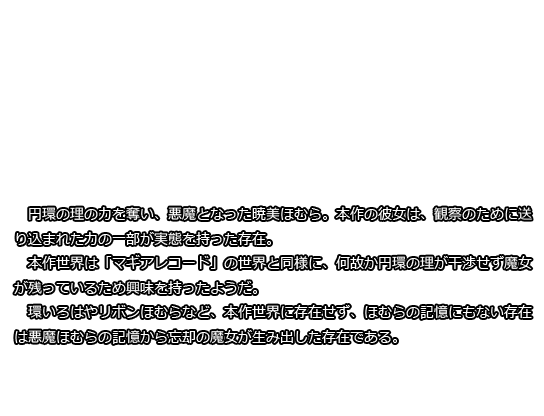 円環の理の力を奪い、悪魔となった暁美ほむら。本作の彼女は、観察のために送
り込まれた力の一部が実態を持った存在。
　本作世界は「マギアレコード」の世界と同様に、何故か円環の理が干渉せず魔女
が残っているため興味を持ったようだ。
　環いろはやリボンほむらなど、本作世界に存在せず、ほむらの記憶にもない存在
は悪魔ほむらの記憶から忘却の魔女が生み出した存在である。